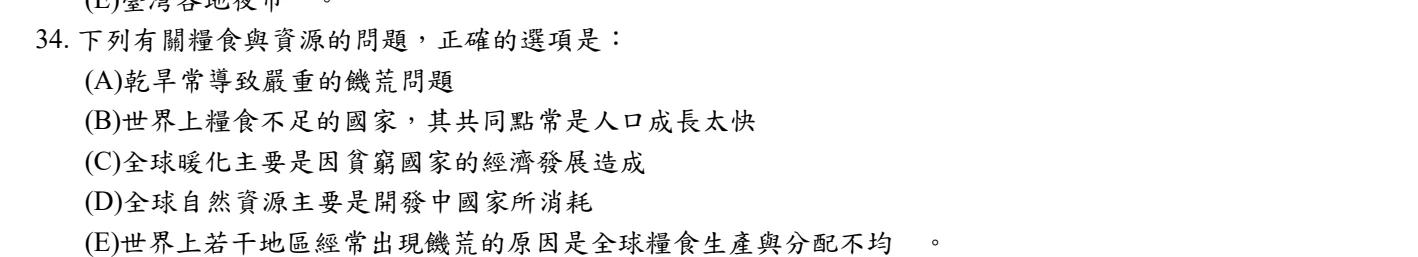 (E)臺灣各地夜市 。
34. 下列有關糧食與資源的問題，正確的選項是：
(A)乾旱常導致嚴重的饑荒問題
(B)世界上糧食不足的國家，其共同點常是人口成長太快
(C)全球暖化主要是因貧窮國家的經濟發展造成
(D)全球自然資源主要是開發中國家所消耗
(E)世界上若干地區經常出現饑荒的原因是全球糧食生產與分配不均 。